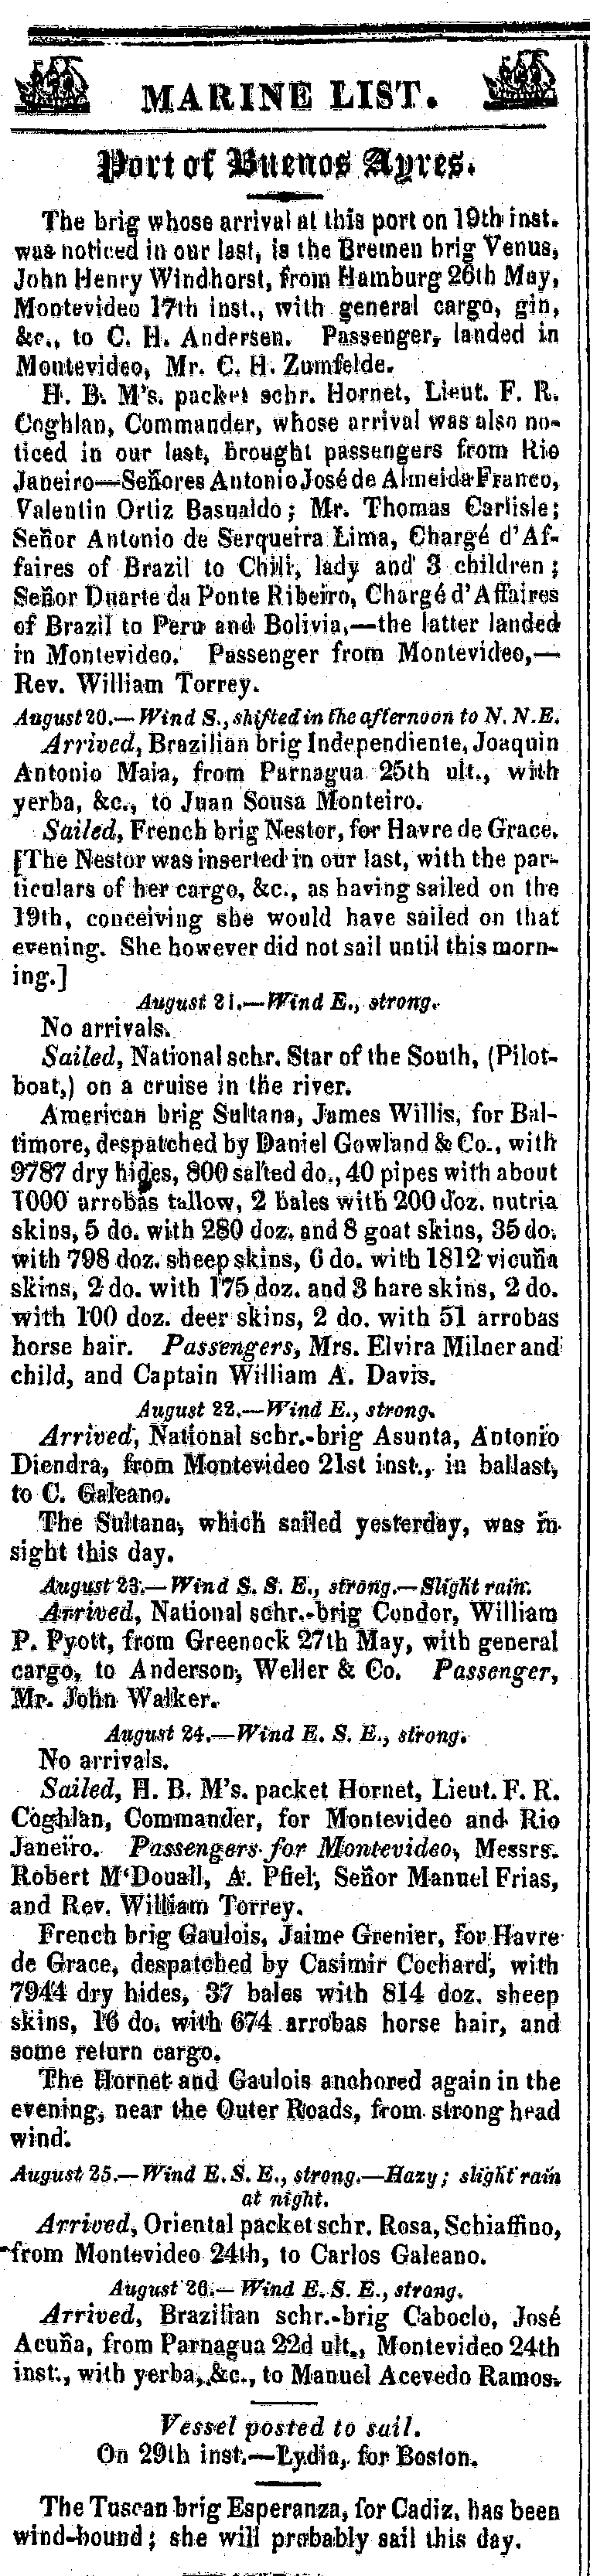 MARINE LIST.
Port of Buenos Ayres.
The brig whose arrival at this port on 19th inst.
was noticed in our last, is the Bremen brig Venus,
John Henry Windhorst, from Hamburg 26th May,
Montevideo 17th inst., with general cargo, gin,
&c., to C. H. Andersen. Passenger, landed in
Montevideo, Mr. C. H. Zumfelde.
H. B. M's. packet schr. Hornet, Lieut. F. R.
Coghlan, Commander, whose arrival was also no-
ticed in our last, brought passengers from Rio
Janeiro—Señores Antonio José de Almeida Franco,
Valentin Ortiz Basualdo; Mr. Thomas Carlisle;
Señor Antonio de Serqueira Lima, Chargé d'Af-
faires of Brazil to Chili, lady and 3 children;
Señor Duarte da Ponte Ribeiro, Chargé d'Affaires
of Brazil to Peru and Bolivia,—the latter landed
in Montevideo. Passenger from Montevideo,—
Rev. William Torrey.
August 20.—Wind S., shifted in the afternoon to N. N.E.
Arrived, Brazilian brig Independiente, Joaquin
Antonio Maia, from Parnagua 25th ult., with
yerba, &c., to Juan Sousa Monteiro.
Sailed, French brig Nestor, for Havre de Grace.
[The Nestor was inserted in our last, with the par-
ticulars of her cargo, &c., as having sailed on the
19th, conceiving she would have sailed on that
evening. She however did not sail until this morn-
ing.]
August 21.—Wind E., strong.
No arrivals.
Sailed, National schr. Star of the South, (Pilot-
boat,) on a cruise in the river.
American brig Sultana, James Willis, for Bal-
timore, despatched by Daniel Gowland & Co., with
9787 dry hides, 800 salted do., 40 pipes with about
1000 arrobas tallow, 2 bales with 200 doz. nutria
skins, 5 do. with 280 doz. and 8 goat skins, 35 do.
with 798 doz. sheep skins, 6 do. with 1812 vicuña
skins, 2 do. with 175 doz. and 3 hare skins, 2 do.
with 100 doz. deer skins, 2 do. with 51 arrobas
horse hair. Passengers, Mrs. Elvira Milner and
child, and Captain William A. Davis.
August 22.—Wind E., strong.
Arrived, National schr.-brig Asunta, Antonio
Diendra, from Montevideo 21st inst., in ballast,
to C. Galeano.
The Sultana, which sailed yesterday, was in
sight this day.
August 23.—Wind S. S. E., strong.—Slight rain.
Arrived, National schr.-brig Condor, William
P. Pyott, from Greenock 27th May, with general
cargo, to Anderson, Weller & Co. Passenger,
Mr. John Walker.
August 24.—Wind E. S. E., strong.
No arrivals.
Sailed, H. B. M's. packet Hornet, Lieut. F. R.
Coghlan, Commander, for Montevideo and Rio
Janeiro. Passengers for Montevideo, Messrs.
Robert M'Douall, A. Pfiel, Señor Manuel Frias,
and Rev. William Torrey.
French brig Gaulois, Jaime Grenier, for Havre
de Grace, despatched by Casimir Cochard, with
7944 dry hides, 37 bales with 814 doz. sheep
skins, 16 do. with 674 arrobas horse hair, and
some return cargo.
The Hornet and Gaulois anchored again in the
evening, near the Outer Roads, from strong head
wind.
August 25.—Wind E. S. E., strong.—Hazy; slight rain
at night.
Arrived, Oriental packet schr. Rosa, Schiaffino,
from Montevideo 24th, to Carlos Galeano.
August 26.—Wind E. S. E., strong.
Arrived, Brazilian schr.-brig Caboclo, José
Acuña, from Parnagua 22d ult., Montevideo 24th
inst., with yerba, &c., to Manuel Acevedo Ramos.
Vessel posted to sail.
On 29th inst.—Lydia, for Boston.
The Tuscan brig Esperanza, for Cadiz, has been
wind-bound; she will probably sail this day.